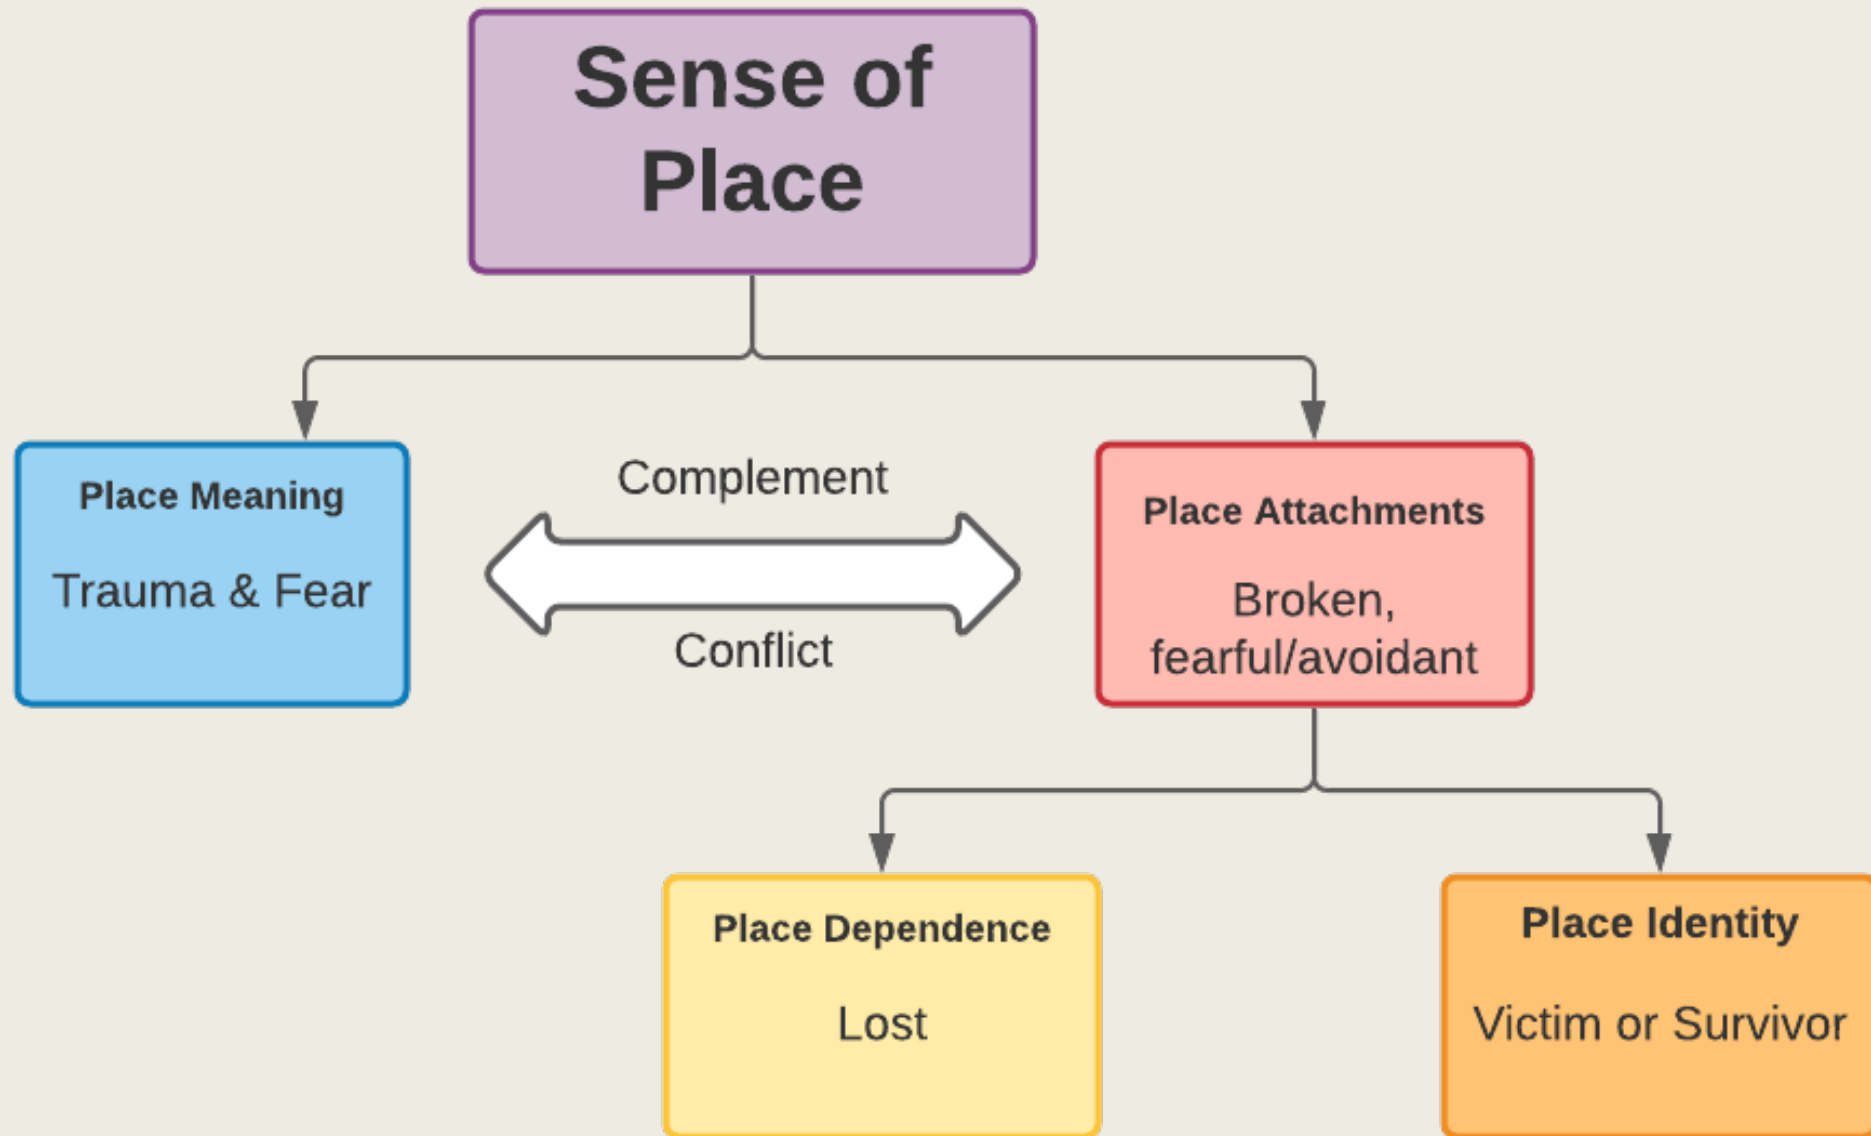 Sense of
Place
Place Meaning
Trauma & Fear
Complement
Conflict
Place Attachments
Broken,
fearful/avoidant
Place Dependence
Lost
Place Identity
Victim or Survivor